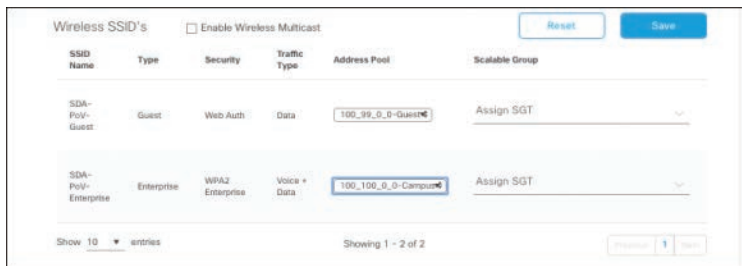 Wireless SSID's Enable Wireless Multicast Reset Save
SSID Name Type Security Traffic Type Address Pool Scalable Group
SDA-PoV-Guest Guest Web Auth Data 100_99_0_0-Guest Assign SGT
SDA-PoV-Enterprise Enterprise WPA2 Enterprise Voice + Data 100_100_0_0-Campus Assign SGT
Show 10 entries Showing 1 - 2 of 2 Previous 1 Next